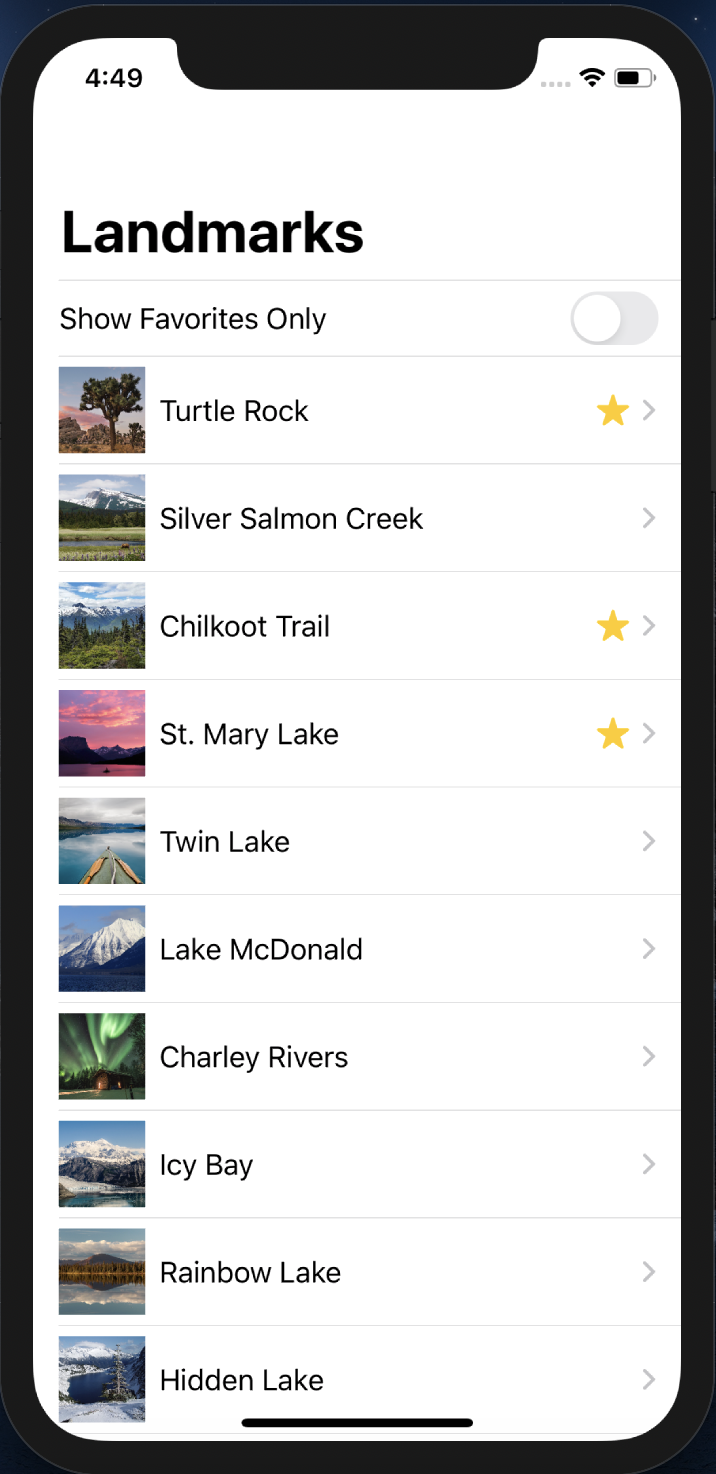 4:49
Landmarks
Show Favorites Only
Turtle Rock
Silver Salmon Creek
Chilkoot Trail
St. Mary Lake
Twin Lake
Lake McDonald
Charley Rivers
Icy Bay
Rainbow Lake
Hidden Lake